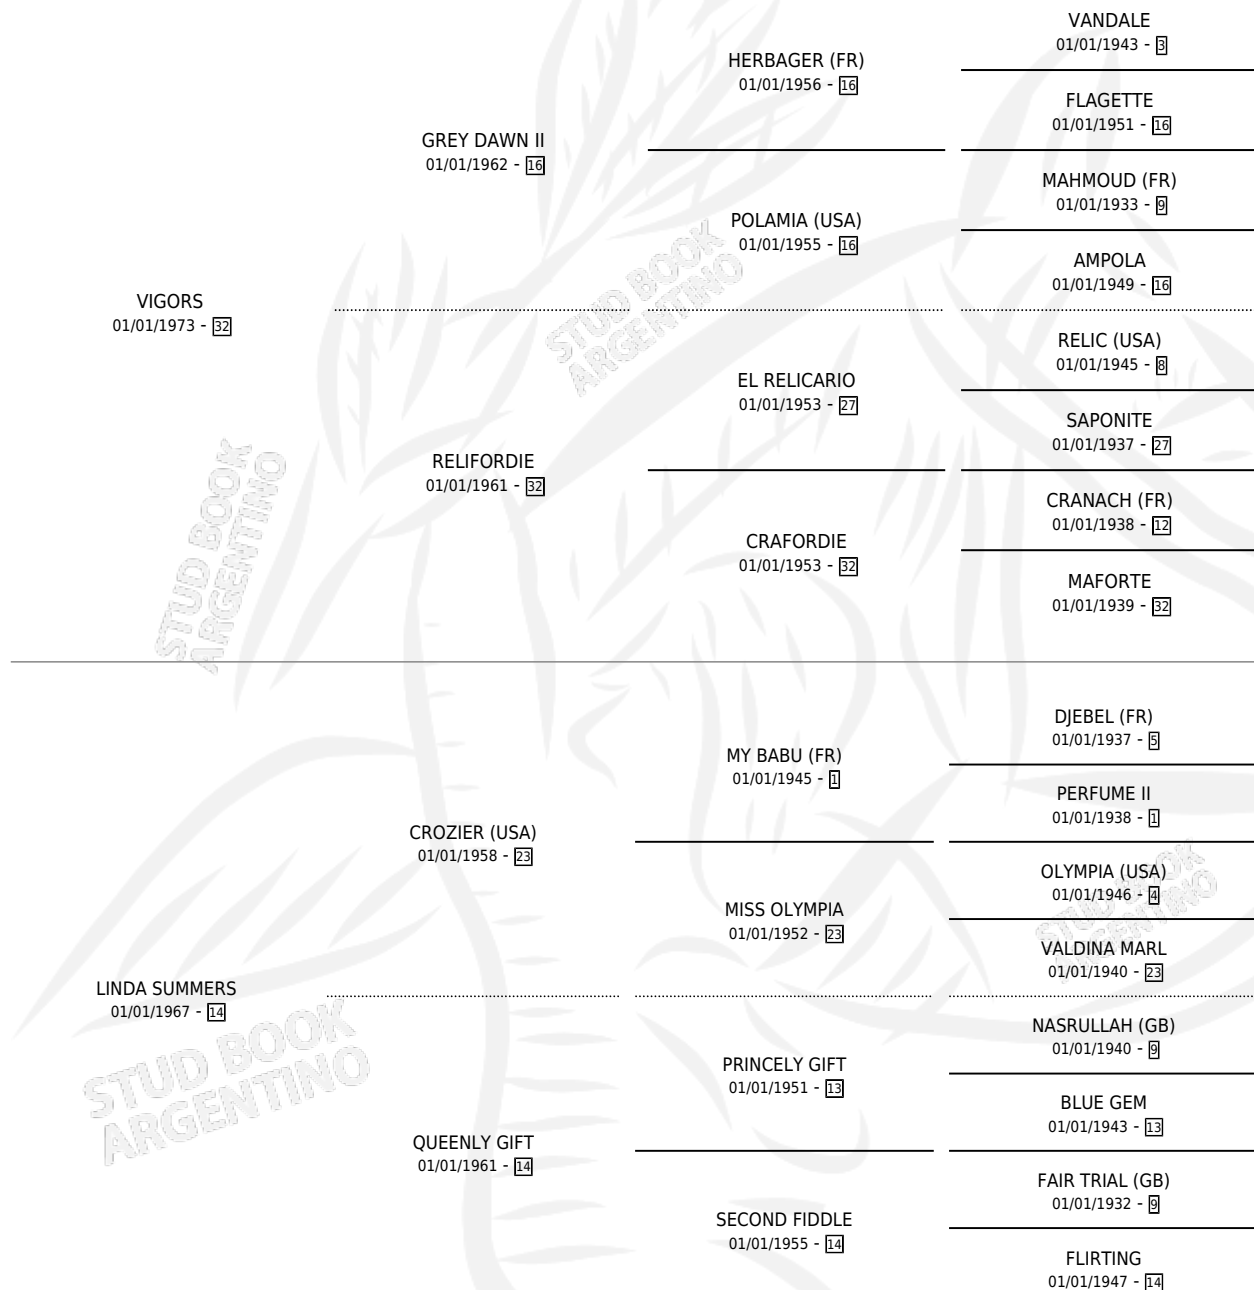 VANDALE
01/01/1943 - 3
HERBAGER (FR)
01/01/1956 - 16
FLAGETTE
01/01/1951 - 16
GREY DAWN II
01/01/1962 - 16
MAHMOUD (FR)
01/01/1933 - 9
POLAMIA (USA)
01/01/1955 - 16
AMPOLA
01/01/1949 - 16
VIGORS
01/01/1973 - 32
STUD BOOK
ARGENTINO
RELIC (USA)
01/01/1945 - 8
EL RELICARIO
01/01/1953 - 27
SAPONITE
01/01/1937 - 27
RELIFORDIE
01/01/1961 - 32
CRANACH (FR)
01/01/1938 - 12
CRAFORDIE
01/01/1953 - 32
MAFORTE
01/01/1939 - 32
STUD BOOK
ARGENTINO
DJEBEL (FR)
01/01/1937 - 5
MY BABU (FR)
01/01/1945 - 1
PERFUME II
01/01/1938 - 1
CROZIER (USA)
01/01/1958 - 23
OLYMPIA (USA)
01/01/1946 - 4
MISS OLYMPIA
01/01/1952 - 23
STUD BOOK
ARGENTINO
VALDINA MARL
01/01/1940 - 23
LINDA SUMMERS
01/01/1967 - 14
NASRULLAH (GB)
01/01/1940 - 9
PRINCELY GIFT
01/01/1951 - 13
STUD BOOK
ARGENTINO
BLUE GEM
01/01/1943 - 13
QUEENLY GIFT
01/01/1961 - 14
FAIR TRIAL (GB)
01/01/1932 - 9
SECOND FIDDLE
01/01/1955 - 14
FLIRTING
01/01/1947 - 14